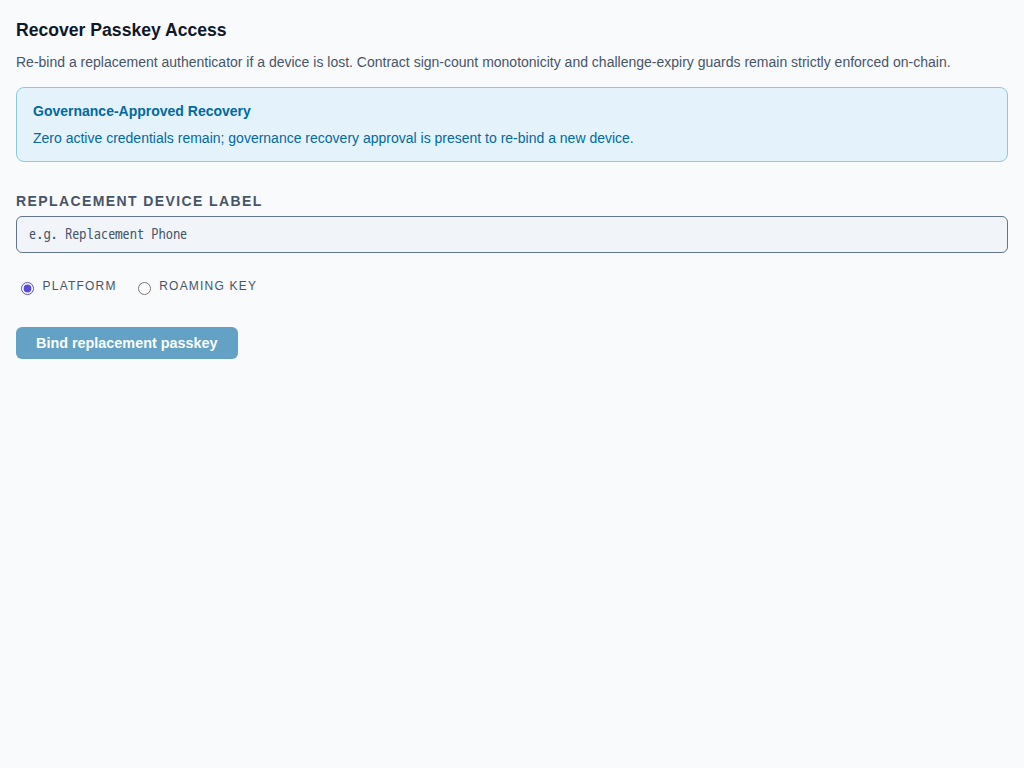 Recover Passkey Access
Re-bind a replacement authenticator if a device is lost. Contract sign-count monotonicity and challenge-expiry guards remain strictly enforced on-chain.
Governance-Approved Recovery
Zero active credentials remain; governance recovery approval is present to re-bind a new device.
REPLACEMENT DEVICE LABEL
e.g. Replacement Phone
PLATFORM ROAMING KEY
Bind replacement passkey